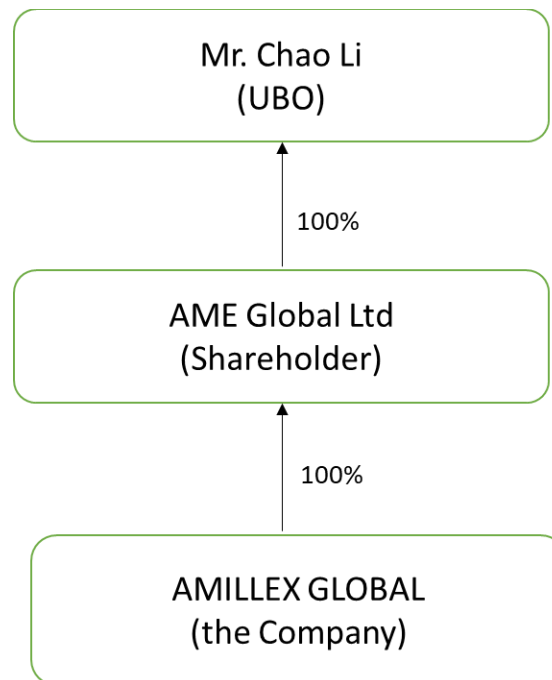 Mr. Chao Li
(UBO)
100%
AME Global Ltd
(Shareholder)
100%
AMILLEX GLOBAL
(the Company)